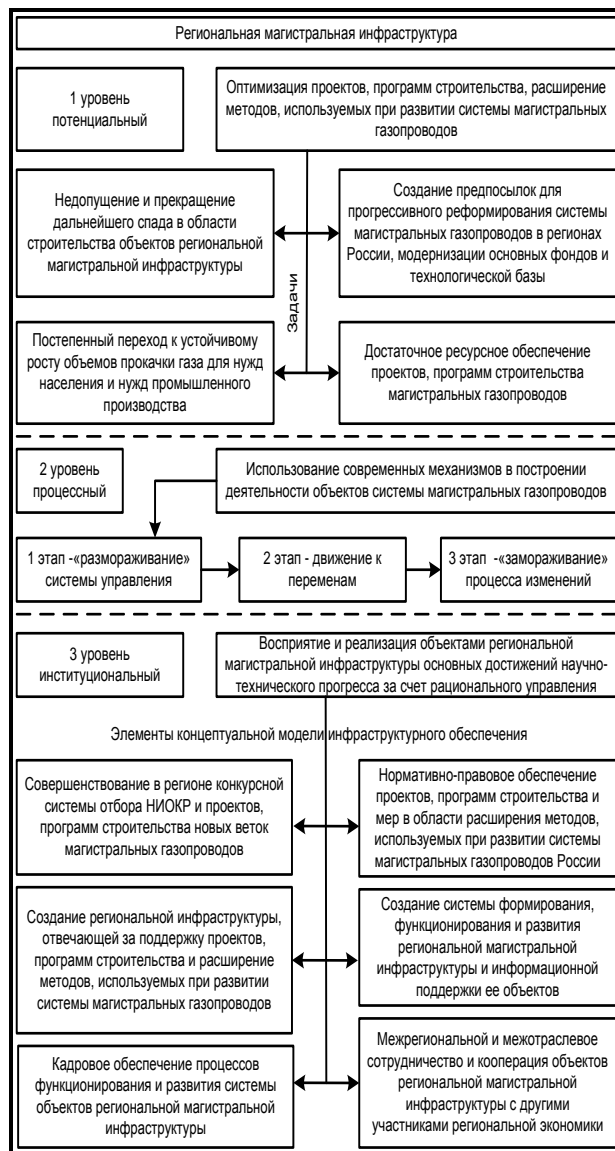 Региональная магистральная инфраструктура
1 уровень
потенциальный
Оптимизация проектов, программ строительства, расширение
методов, используемых при развитии системы магистральных
газопроводов
Недопущение и прекращение
дальнейшего спада в области
строительства объектов региональной
магистральной инфраструктуры
Создание предпосылок для
прогрессивного реформирования системы
магистральных газопроводов в регионах
России, модернизации основных фондов и
технологической базы
Задачи
Постепенный переход к устойчивому
росту объемов прокачки газа для нужд
населения и нужд промышленного
производства
Достаточное ресурсное обеспечение
проектов, программ строительства
магистральных газопроводов
2 уровень
процессный
Использование современных механизмов в построении
деятельности объектов системы магистральных газопроводов
1 этап -«размораживание»
системы управления
2 этап - движение к
переменам
3 этап -«замораживание»
процесса изменений
3 уровень
институциональный
Восприятие и реализация объектами региональной
магистральной инфраструктуры основных достижений научно-
технического прогресса за счет рационального управления
Элементы концептуальной модели инфраструктурного обеспечения
Совершенствование в регионе конкурсной
системы отбора НИОКР и проектов,
программ строительства новых веток
магистральных газопроводов
Нормативно-правовое обеспечение
проектов, программ строительства и
мер в области расширения методов,
используемых при развитии системы
магистральных газопроводов России
Создание региональной инфраструктуры,
отвечающей за поддержку проектов,
программ строительства и расширение
методов, используемых при развитии
системы магистральных газопроводов
Создание системы формирования,
функционирования и развития
региональной магистральной
инфраструктуры и информационной
поддержки ее объектов
Кадровое обеспечение процессов
функционирования и развития системы
объектов региональной магистральной
инфраструктуры
Межрегиональной и межотраслевое
сотрудничество и кооперация объектов
региональной магистральной
инфраструктуры с другими
участниками региональной экономики